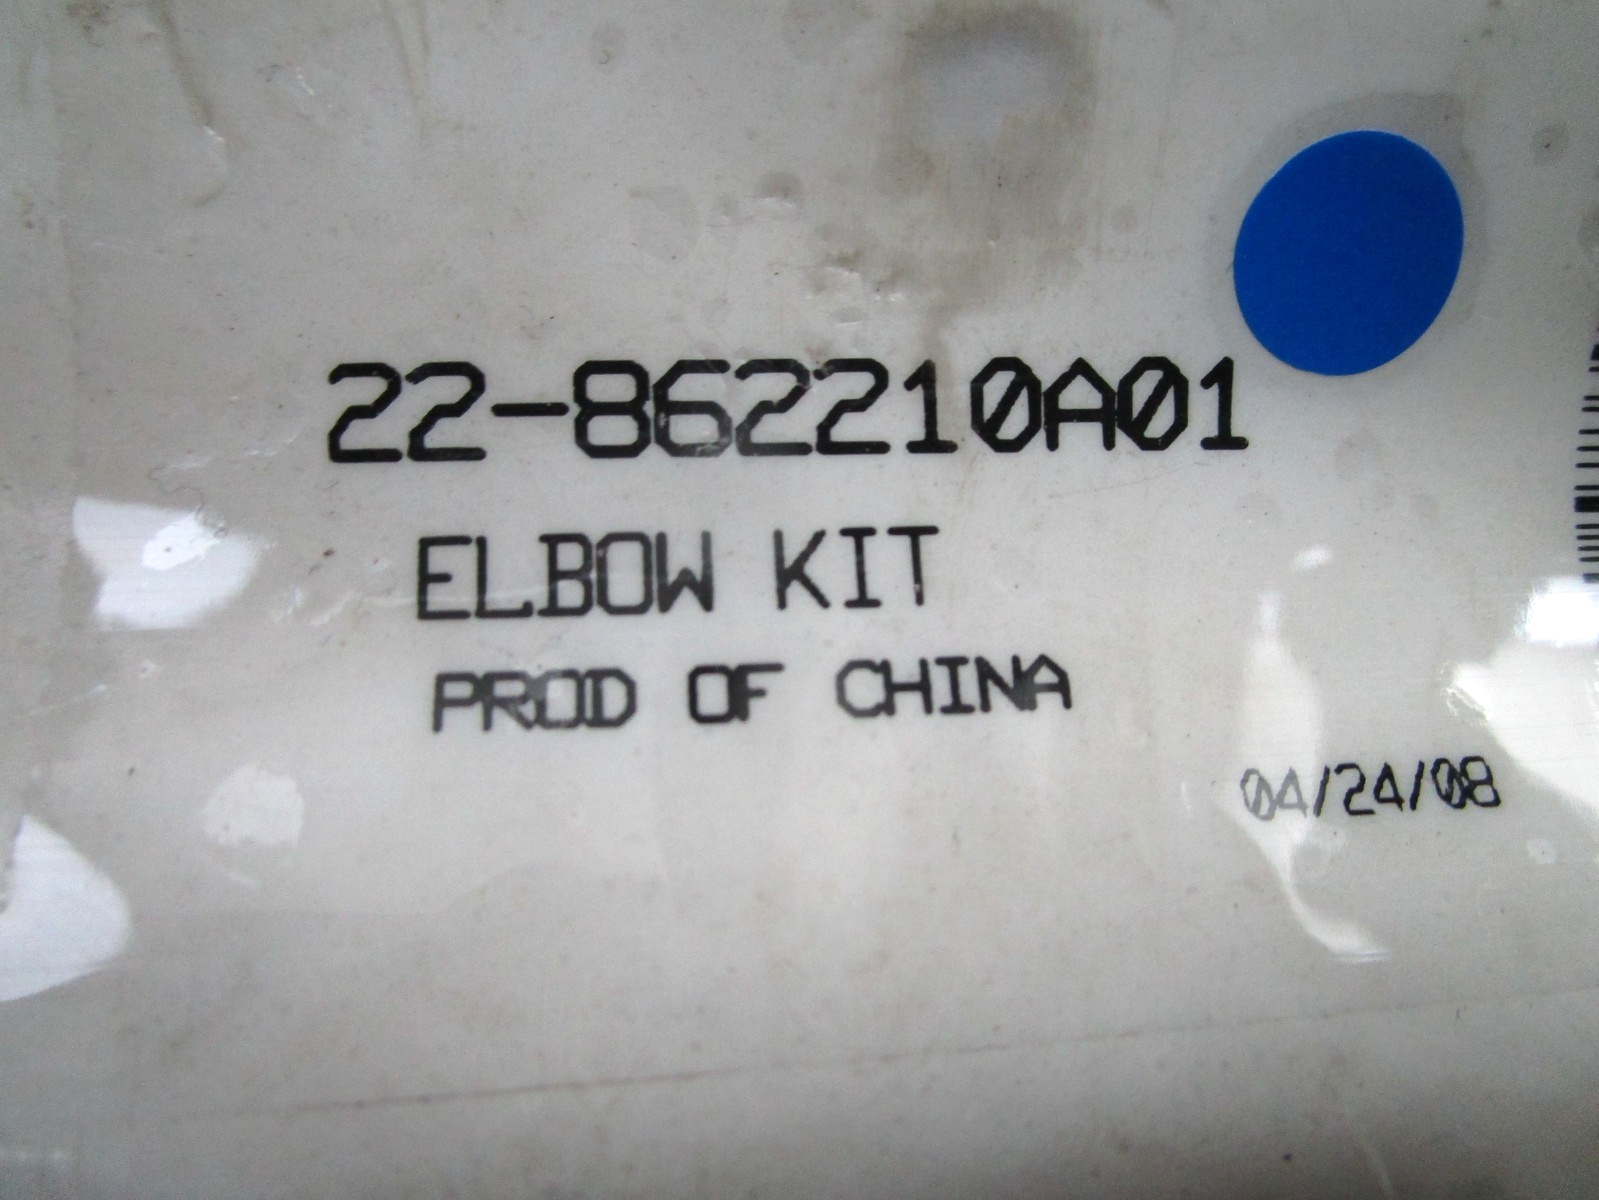 22-862210A01
ELBOW KIT
PROD OF CHINA
04/24/08